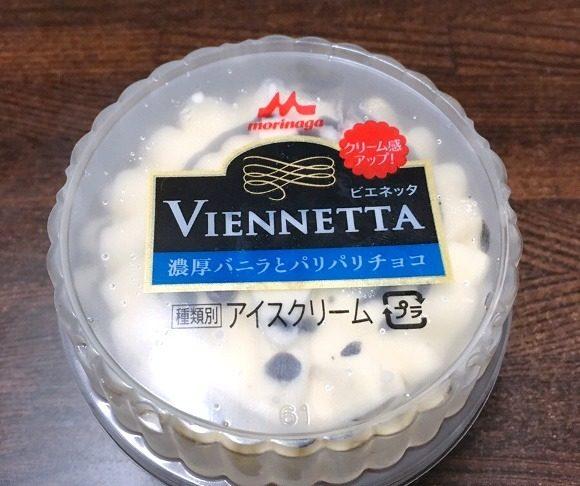 morinaga
クリーム感
アップ!
ビエネッタ
VIENNETTA
濃厚バニラとパリパリチョコ
種類別 アイスクリーム プラ
61